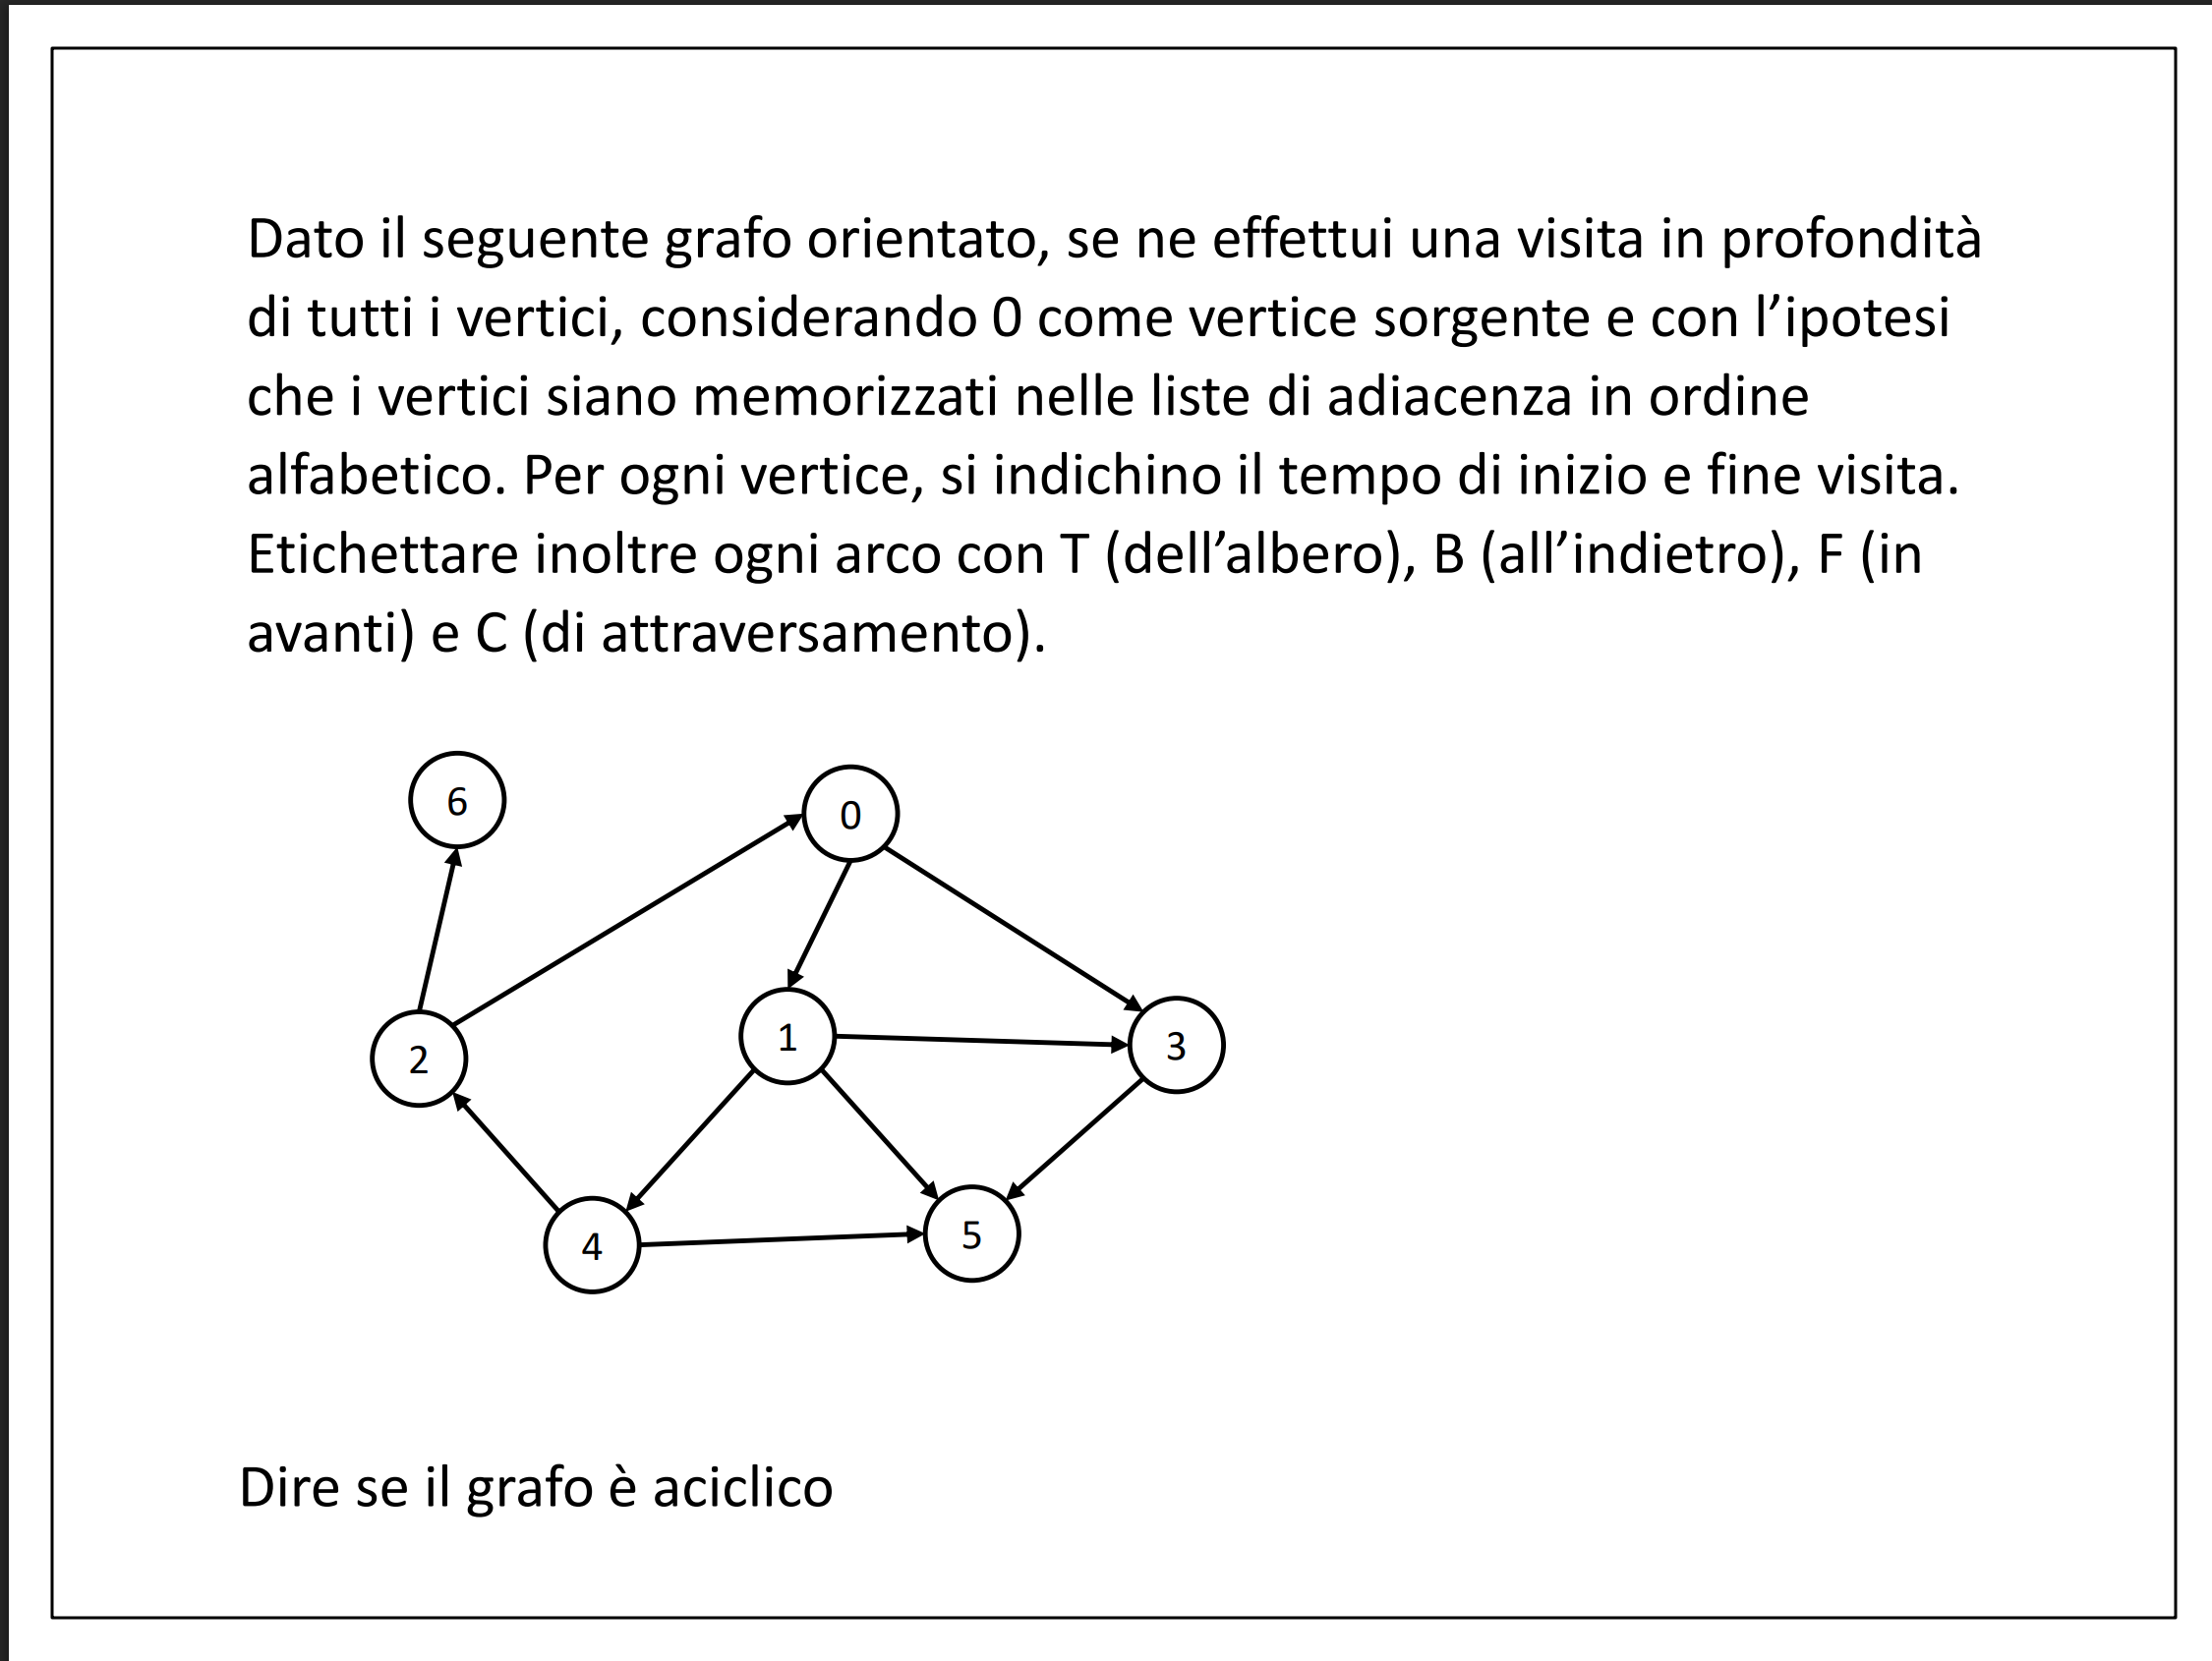 Dato il seguente grafo orientato, se ne effettui una visita in profondità
di tutti i vertici, considerando 0 come vertice sorgente e con l’ipotesi
che i vertici siano memorizzati nelle liste di adiacenza in ordine
alfabetico. Per ogni vertice, si indichino il tempo di inizio e fine visita.
Etichettare inoltre ogni arco con T (dell’albero), B (all’indietro), F (in
avanti) e C (di attraversamento).
6
0
1
3
2
5
4
Dire se il grafo è aciclico